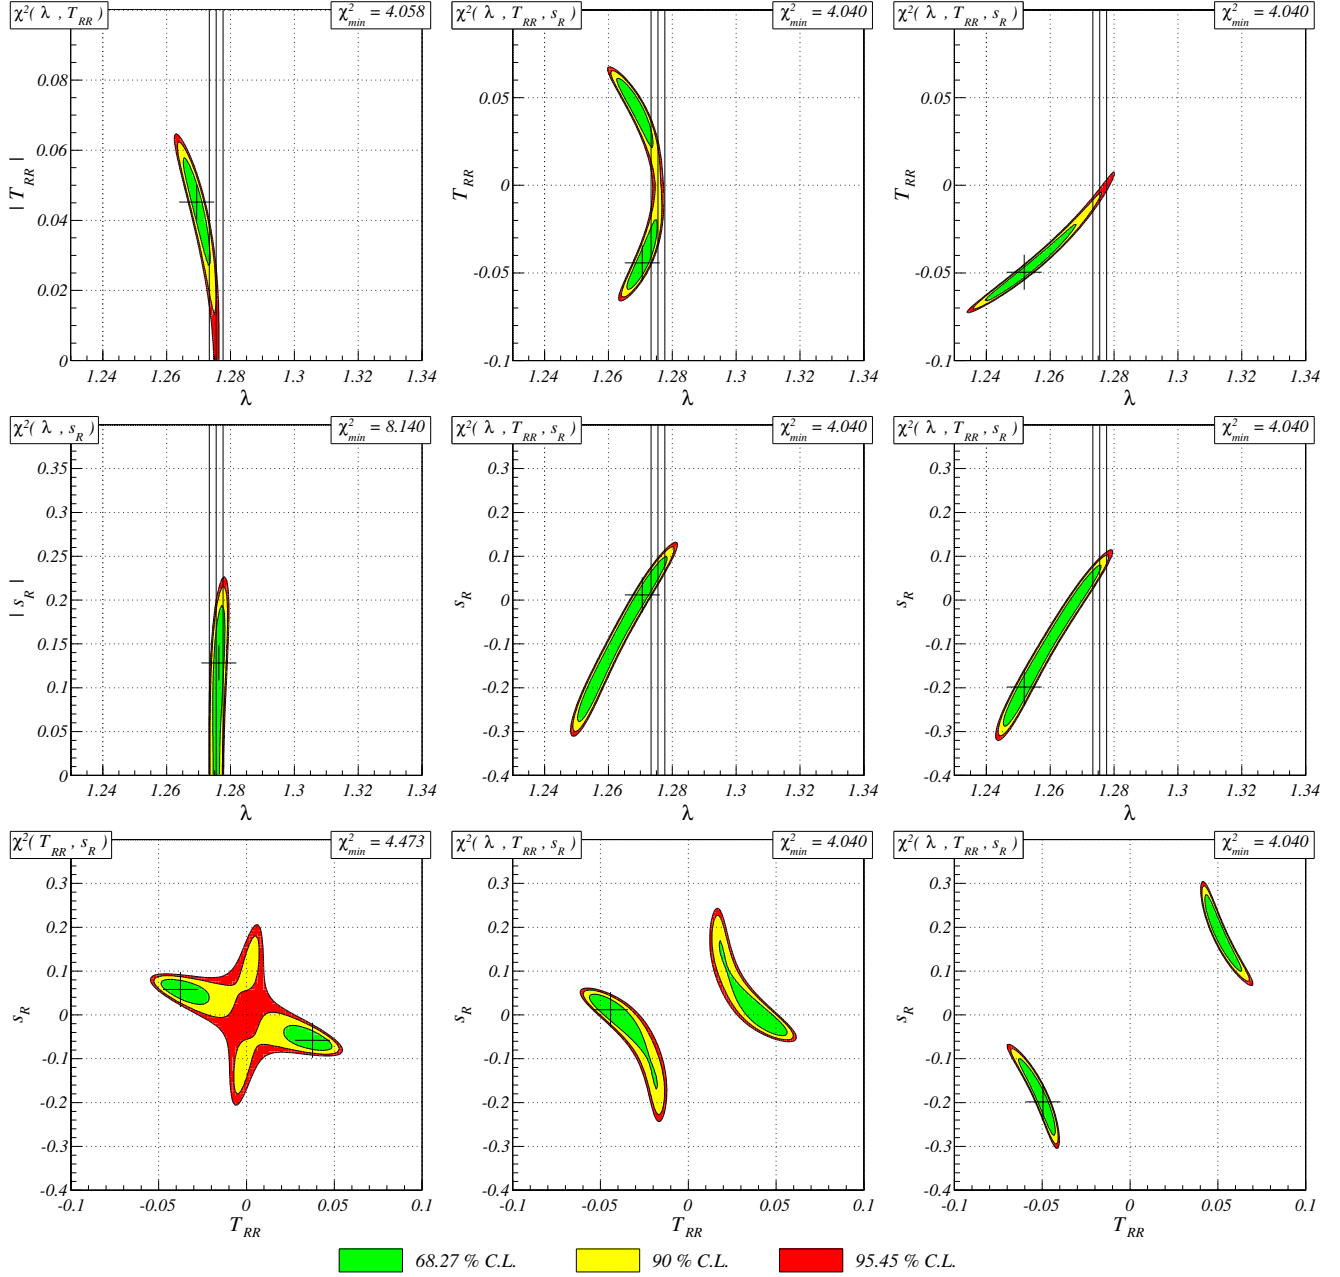 χ²( λ , T_RR )
χ²_min = 4.058
| T_RR |
0.08
0.06
0.04
0.02
0
1.24
1.26
1.28
1.3
1.32
1.34
λ
χ²( λ , T_RR , s_R )
χ²_min = 4.040
T_RR
0.05
0
-0.05
-0.1
1.24
1.26
1.28
1.3
1.32
1.34
λ
χ²( λ , T_RR , s_R )
χ²_min = 4.040
T_RR
0.05
0
-0.05
-0.1
1.24
1.26
1.28
1.3
1.32
1.34
λ
χ²( λ , s_R )
χ²_min = 8.140
| s_R |
0.35
0.3
0.25
0.2
0.15
0.1
0.05
0
1.24
1.26
1.28
1.3
1.32
1.34
λ
χ²( λ , T_RR , s_R )
χ²_min = 4.040
s_R
0.3
0.2
0.1
0
-0.1
-0.2
-0.3
-0.4
1.24
1.26
1.28
1.3
1.32
1.34
λ
χ²( λ , T_RR , s_R )
χ²_min = 4.040
s_R
0.3
0.2
0.1
0
-0.1
-0.2
-0.3
-0.4
1.24
1.26
1.28
1.3
1.32
1.34
λ
χ²( T_RR , s_R )
χ²_min = 4.473
s_R
0.3
0.2
0.1
0
-0.1
-0.2
-0.3
-0.4
-0.1
-0.05
0
0.05
0.1
T_RR
χ²( λ , T_RR , s_R )
χ²_min = 4.040
s_R
0.3
0.2
0.1
0
-0.1
-0.2
-0.3
-0.4
-0.1
-0.05
0
0.05
0.1
T_RR
χ²( λ , T_RR , s_R )
χ²_min = 4.040
s_R
0.3
0.2
0.1
0
-0.1
-0.2
-0.3
-0.4
-0.1
-0.05
0
0.05
0.1
T_RR
68.27 % C.L.
90 % C.L.
95.45 % C.L.